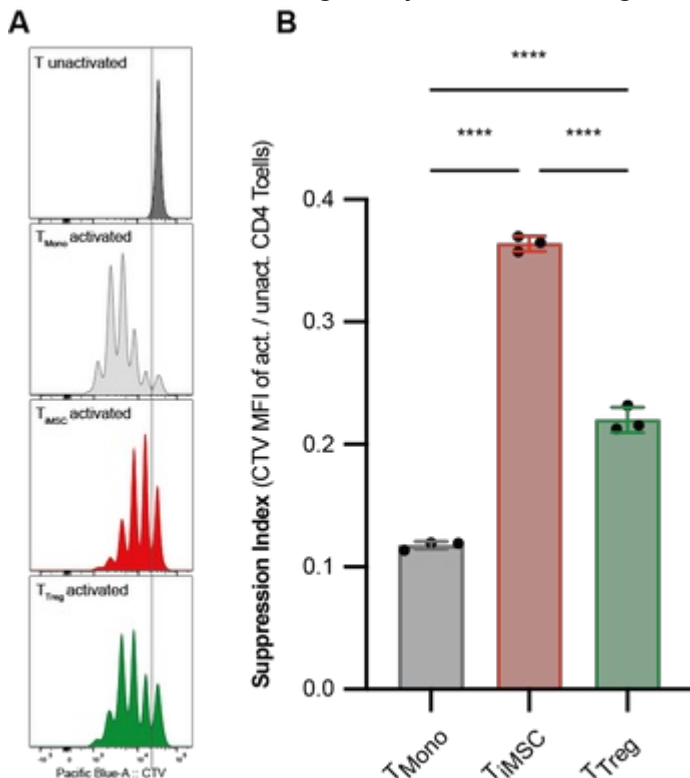 A
T unactivated
TMono activated
TiMSC activated
TTreg activated
Pacific Blue-A :: CTV
B
****
**** ****
Suppression Index (CTV MFI of act. / unact. CD4 Tcells)
0.4
0.3
0.2
0.1
0.0
TMono TiMSC TTreg